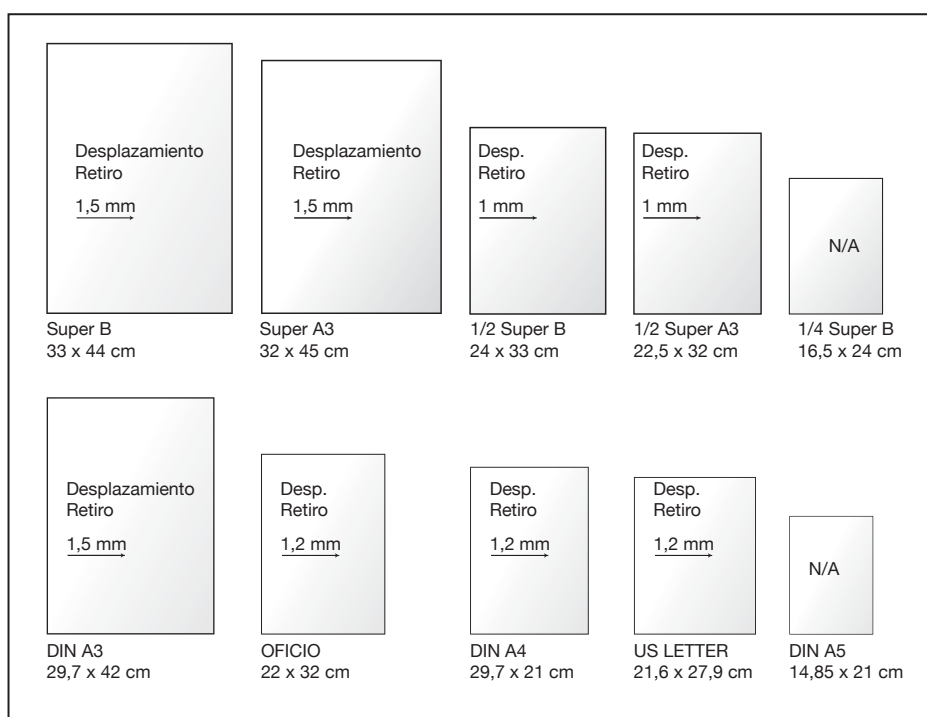 Desplazamiento
Retiro
1,5 mm
Super B
33 x 44 cm
Desplazamiento
Retiro
1,5 mm
Super A3
32 x 45 cm
Desp.
Retiro
1 mm
1/2 Super B
24 x 33 cm
Desp.
Retiro
1 mm
1/2 Super A3
22,5 x 32 cm
N/A
1/4 Super B
16,5 x 24 cm
Desplazamiento
Retiro
1,5 mm
DIN A3
29,7 x 42 cm
Desp.
Retiro
1,2 mm
OFICIO
22 x 32 cm
Desp.
Retiro
1,2 mm
DIN A4
29,7 x 21 cm
Desp.
Retiro
1,2 mm
US LETTER
21,6 x 27,9 cm
N/A
DIN A5
14,85 x 21 cm